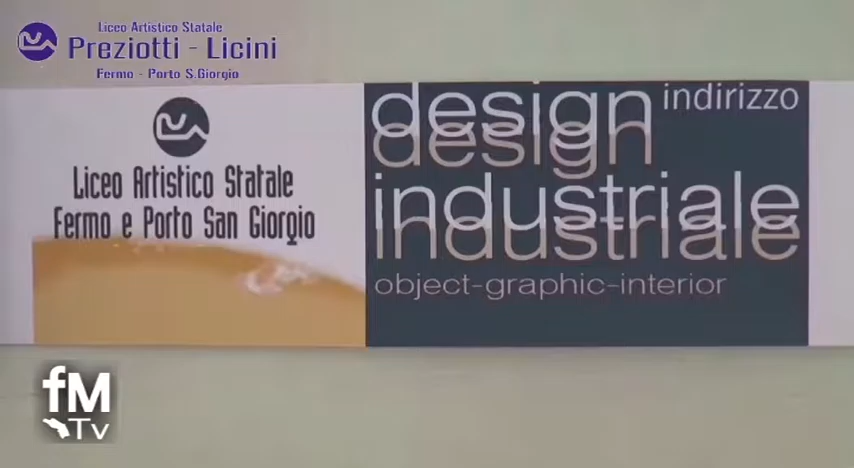 Liceo Artistico Statale
Preziotti - Licini
Fermo - Porto S.Giorgio
Liceo Artistico Statale
Fermo e Porto San Giorgio
design indirizzo
design
industriale
industriale
object-graphic-interior
fM
Tv